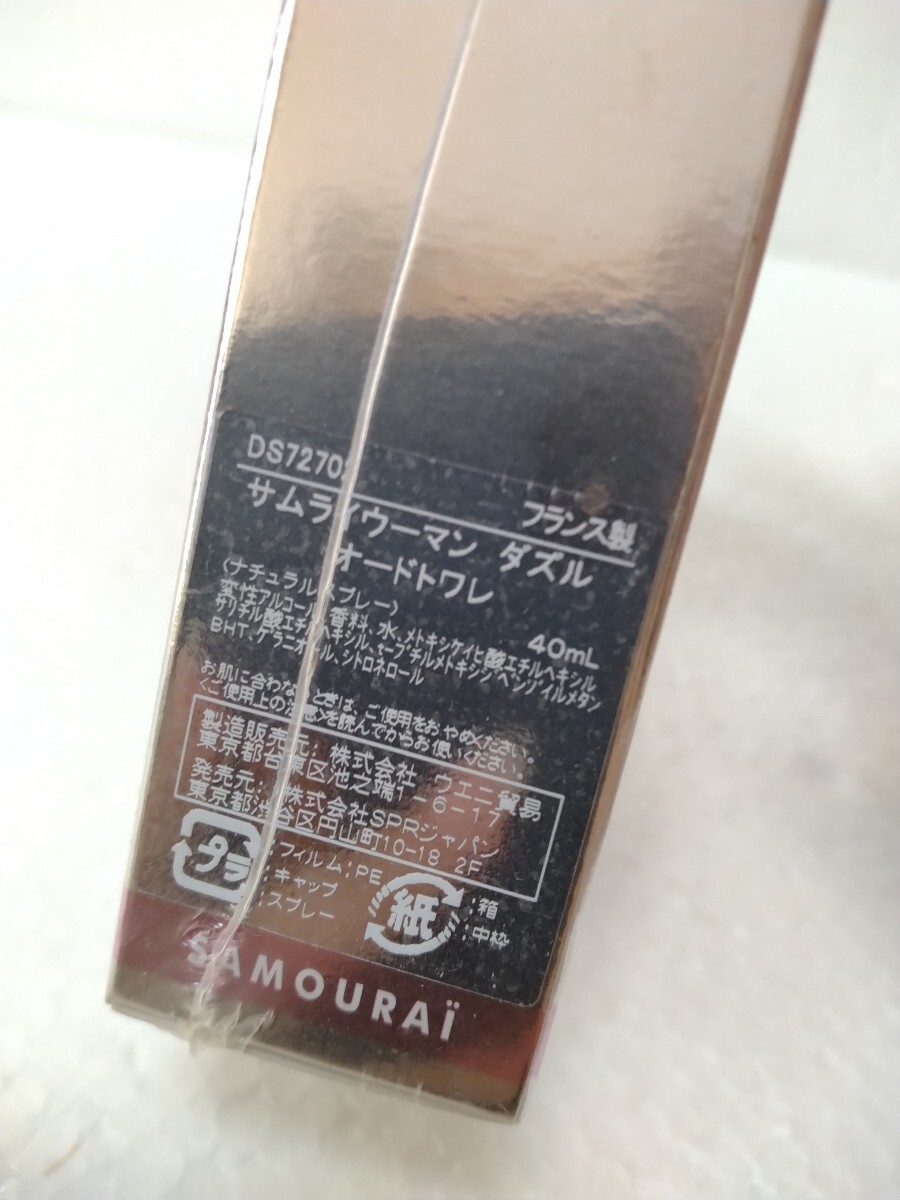 DS7270
フランス製
サムライウーマン ダズル
オードトワレ
〈ナチュラルスプレー〉
40mL
変性アルコール、香料、水、メトキシケイヒ酸エチルヘキシル
サリチル酸エチルヘキシル、t-ブチルメトキシジベンゾイルメタン
BHT、ゲラニオール、シトロネロール
お肌に合わないときは、ご使用をおやめください。
〈ご使用上の注意〉を読んでからお使いください。
製造販売元: 株式会社 ウエニ貿易
東京都台東区池之端1-6-17
発売元: 株式会社SPRジャパン
東京都渋谷区円山町10-18 2F
プラ
:フィルム:PE
:キャップ
:スプレー
紙
:箱
:中枠
SAMOURAÏ